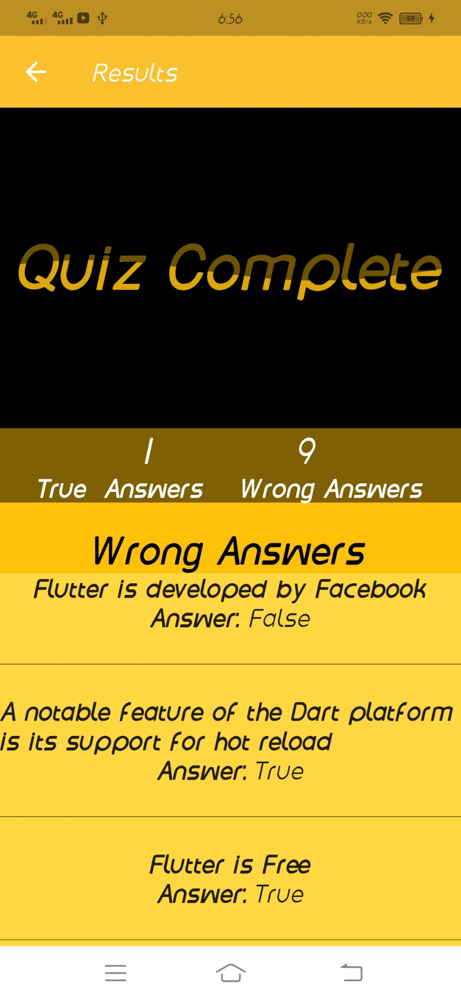 4G 4G 6:56 0.00 KB/s 99
Results
Quiz Complete
1 9
True Answers Wrong Answers
Wrong Answers
Flutter is developed by Facebook
Answer: False
A notable feature of the Dart platform
is its support for hot reload
Answer: True
Flutter is Free
Answer: True